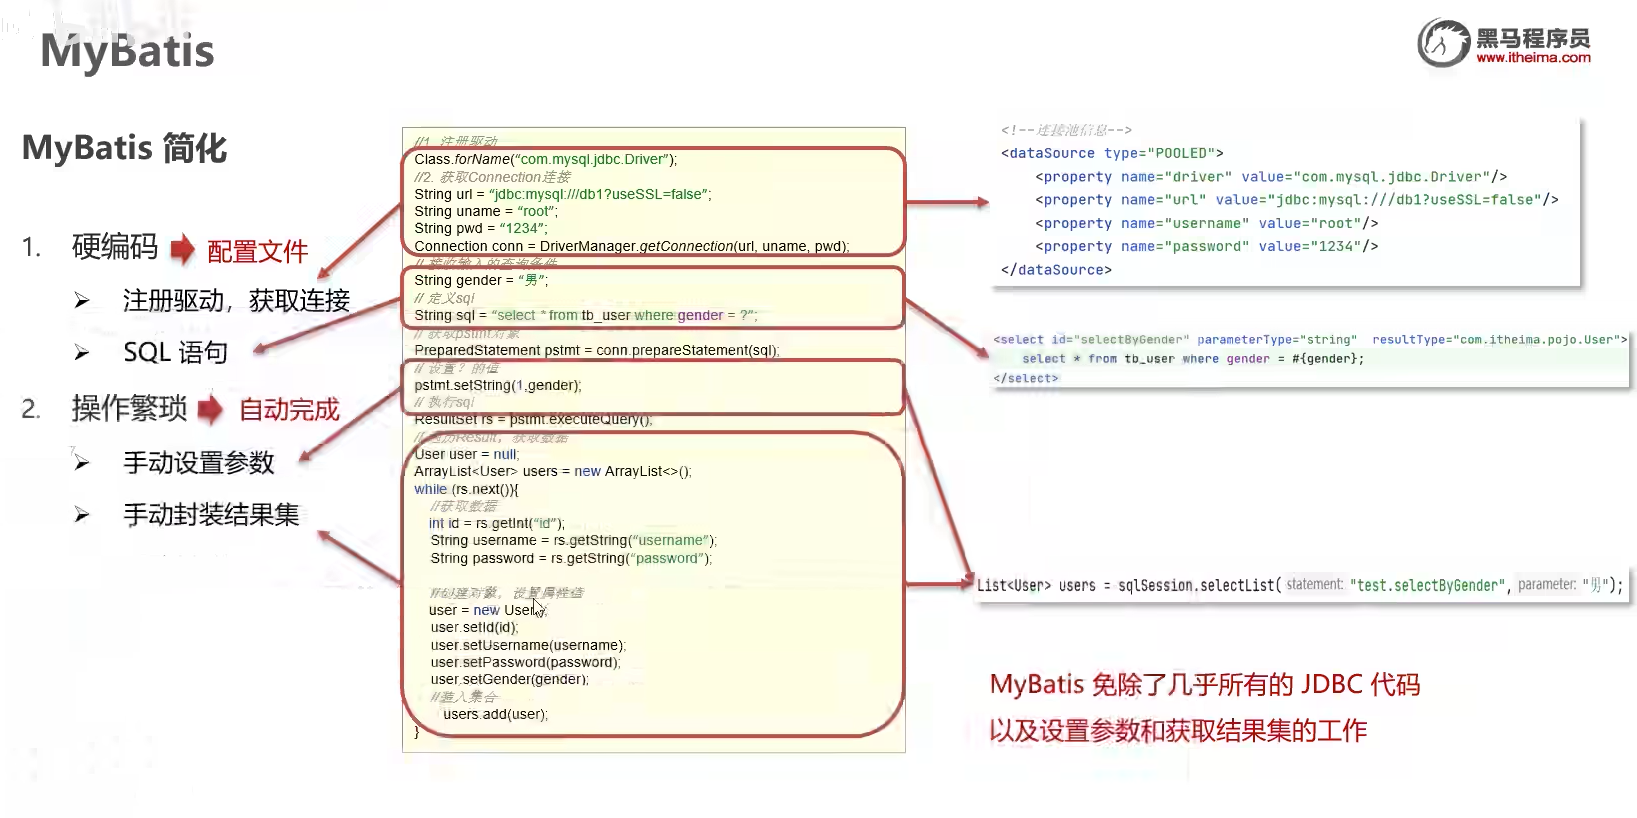 MyBatis
黑马程序员
www.itheima.com
MyBatis 简化
1. 硬编码 配置文件
注册驱动，获取连接
SQL 语句
2. 操作繁琐 自动完成
手动设置参数
手动封装结果集
//1. 注册驱动
Class.forName("com.mysql.jdbc.Driver");
//2. 获取Connection连接
String url = "jdbc:mysql:///db1?useSSL=false";
String uname = "root";
String pwd = "1234";
Connection conn = DriverManager.getConnection(url, uname, pwd);
// 接收输入的查询条件
String gender = "男";
// 定义sql
String sql = "select * from tb_user where gender = ?";
// 获取pstmt对象
PreparedStatement pstmt = conn.prepareStatement(sql);
// 设置？的值
pstmt.setString(1,gender);
// 执行sql
ResultSet rs = pstmt.executeQuery();
// 遍历Result，获取数据
User user = null;
ArrayList<User> users = new ArrayList<>();
while (rs.next()){
//获取数据
int id = rs.getInt("id");
String username = rs.getString("username");
String password = rs.getString("password");
//创建对象，设置属性值
user = new User();
user.setId(id);
user.setUsername(username);
user.setPassword(password);
user.setGender(gender);
//装入集合
users.add(user);
}
<!--连接池信息-->
<dataSource type="POOLED">
<property name="driver" value="com.mysql.jdbc.Driver"/>
<property name="url" value="jdbc:mysql:///db1?useSSL=false"/>
<property name="username" value="root"/>
<property name="password" value="1234"/>
</dataSource>
<select id="selectByGender" parameterType="string" resultType="com.itheima.pojo.User">
select * from tb_user where gender = #{gender};
</select>
List<User> users = sqlSession.selectList( statement: "test.selectByGender", parameter: "男");
MyBatis 免除了几乎所有的 JDBC 代码
以及设置参数和获取结果集的工作